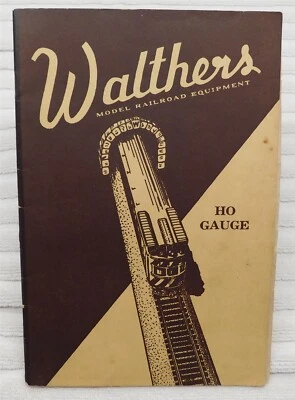 Walthers
MODEL RAILROAD EQUIPMENT
HO
GAUGE